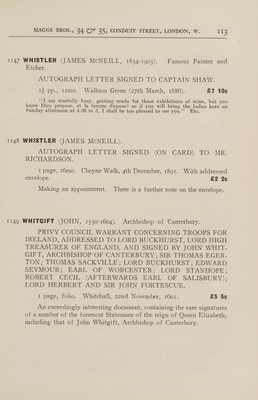 MAGGS BROS., 34 & 35, CONDUIT STREET, LONDON, W. 113
1147 WHISTLER (JAMES McNEILL, 1834-1903). Famous Painter and
Etcher.
AUTOGRAPH LETTER SIGNED TO CAPTAIN SHAW.
1½ pp., 12mo. Walham Green (27th March, 1886). £7 10s
"I am woefully busy, getting ready for these exhibitions of mine, but you
know Dieu propose, et la femme dispose! so if you will bring the ladies here on
Sunday afternoon at 4.30 to 5, I shall be too pleased to see you." Etc.
1148 WHISTLER (JAMES McNEILL).
AUTOGRAPH LETTER SIGNED (ON CARD) TO MR.
RICHARDSON.
1 page, 16mo. Cheyne Walk, 4th December, 1891. With addressed
envelope. £2 2s
Making an appointment. There is a further note on the envelope.
1149 WHITGIFT (JOHN, 1530-1604). Archbishop of Canterbury.
PRIVY COUNCIL WARRANT CONCERNING TROOPS FOR
IRELAND, ADDRESSED TO LORD BUCKHURST, LORD HIGH
TREASURER OF ENGLAND, AND SIGNED BY JOHN WHIT-
GIFT, ARCHBISHOP OF CANTERBURY; SIR THOMAS EGER-
TON; THOMAS SACKVILLE; LORD BUCKHURST; EDWARD
SEYMOUR; EARL OF WORCESTER; LORD STANHOPE;
ROBERT CECIL (AFTERWARDS EARL OF SALISBURY);
LORD HERBERT AND SIR JOHN FORTESCUE.
1 page, folio. Whitehall, 22nd November, 1601. £5 5s
An exceedingly interesting document, containing the rare signatures
of a number of the foremost Statesmen of the reign of Queen Elizabeth,
including that of John Whitgift, Archbishop of Canterbury.